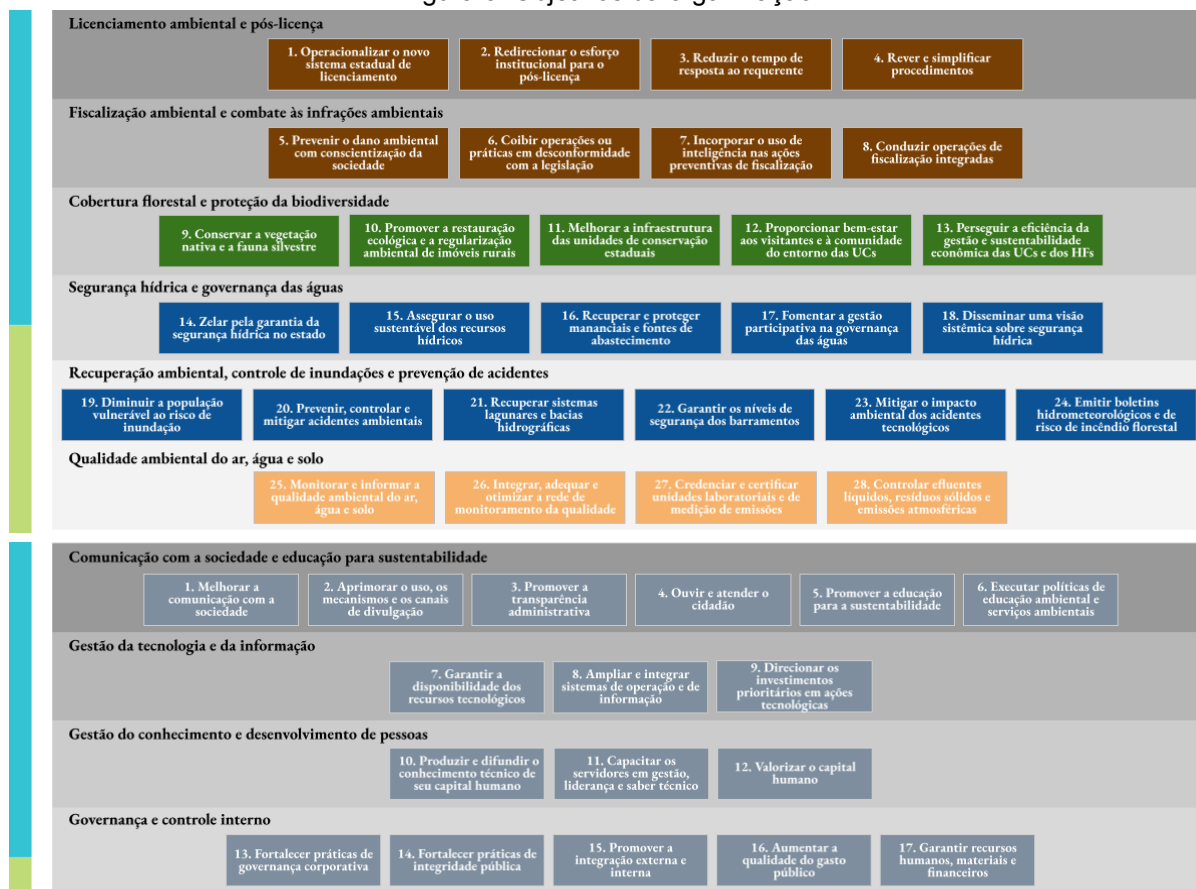 Licenciamento ambiental e pós-licença
1. Operacionalizar o novo
sistema estadual de
licenciamento
2. Redirecionar o esforço
institucional para o
pós-licença
3. Reduzir o tempo de
resposta ao requerente
4. Rever e simplificar
procedimentos
Fiscalização ambiental e combate às infrações ambientais
5. Prevenir o dano ambiental
com conscientização da
sociedade
6. Coibir operações ou
práticas em desconformidade
com a legislação
7. Incorporar o uso de
inteligência nas ações
preventivas de fiscalização
8. Conduzir operações de
fiscalização integradas
Cobertura florestal e proteção da biodiversidade
9. Conservar a vegetação
nativa e a fauna silvestre
10. Promover a restauração
ecológica e a regularização
ambiental de imóveis rurais
11. Melhorar a infraestrutura
das unidades de conservação
estaduais
12. Proporcionar bem-estar
aos visitantes e à comunidade
do entorno das UCs
13. Perseguir a eficiência da
gestão e sustentabilidade
econômica das UCs e dos HFs
Segurança hídrica e governança das águas
14. Zelar pela garantia da
segurança hídrica no estado
15. Assegurar o uso
sustentável dos recursos
hídricos
16. Recuperar e proteger
mananciais e fontes de
abastecimento
17. Fomentar a gestão
participativa na governança
das águas
18. Disseminar uma visão
sistêmica sobre segurança
hídrica
Recuperação ambiental, controle de inundações e prevenção de acidentes
19. Diminuir a população
vulnerável ao risco de
inundação
20. Prevenir, controlar e
mitigar acidentes ambientais
21. Recuperar sistemas
lagunares e bacias
hidrográficas
22. Garantir os níveis de
segurança dos barramentos
23. Mitigar o impacto
ambiental dos acidentes
tecnológicos
24. Emitir boletins
hidrometeorológicos e de
risco de incêndio florestal
Qualidade ambiental do ar, água e solo
25. Monitorar e informar a
qualidade ambiental do ar,
água e solo
26. Integrar, adequar e
otimizar a rede de
monitoramento da qualidade
27. Credenciar e certificar
unidades laboratoriais e de
medição de emissões
28. Controlar efluentes
líquidos, resíduos sólidos e
emissões atmosféricas
Comunicação com a sociedade e educação para sustentabilidade
1. Melhorar a
comunicação com a
sociedade
2. Aprimorar o uso, os
mecanismos e os canais
de divulgação
3. Promover a
transparência
administrativa
4. Ouvir e atender o
cidadão
5. Promover a educação
para a sustentabilidade
6. Executar políticas de
educação ambiental e
serviços ambientais
Gestão da tecnologia e da informação
7. Garantir a
disponibilidade dos
recursos tecnológicos
8. Ampliar e integrar
sistemas de operação e de
informação
9. Direcionar os
investimentos
prioritários em ações
tecnológicas
Gestão do conhecimento e desenvolvimento de pessoas
10. Produzir e difundir o
conhecimento técnico de
seu capital humano
11. Capacitar os
servidores em gestão,
liderança e saber técnico
12. Valorizar o capital
humano
Governança e controle interno
13. Fortalecer práticas de
governança corporativa
14. Fortalecer práticas de
integridade pública
15. Promover a
integração externa e
interna
16. Aumentar a
qualidade do gasto
público
17. Garantir recursos
humanos, materiais e
financeiros